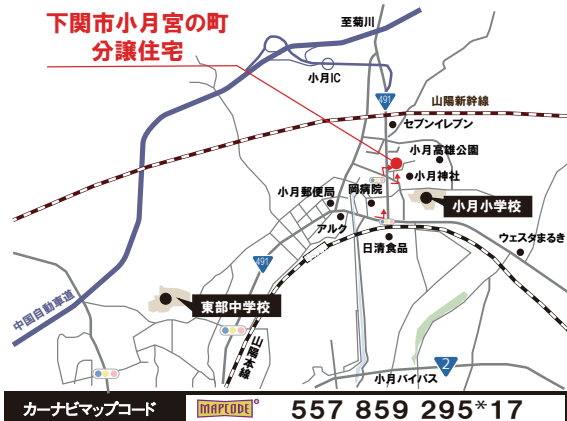 下関市小月宮の町
分譲住宅
至菊川
小月IC
491
山陽新幹線
セブンイレブン
小月高雄公園
小月神社
小月郵便局
岡病院
小月小学校
アルク
日清食品
ウェスタまるき
491
東部中学校
中国自動車道
山陽本線
2
小月バイパス
カーナビマップコード
MAPCODE
557 859 295*17